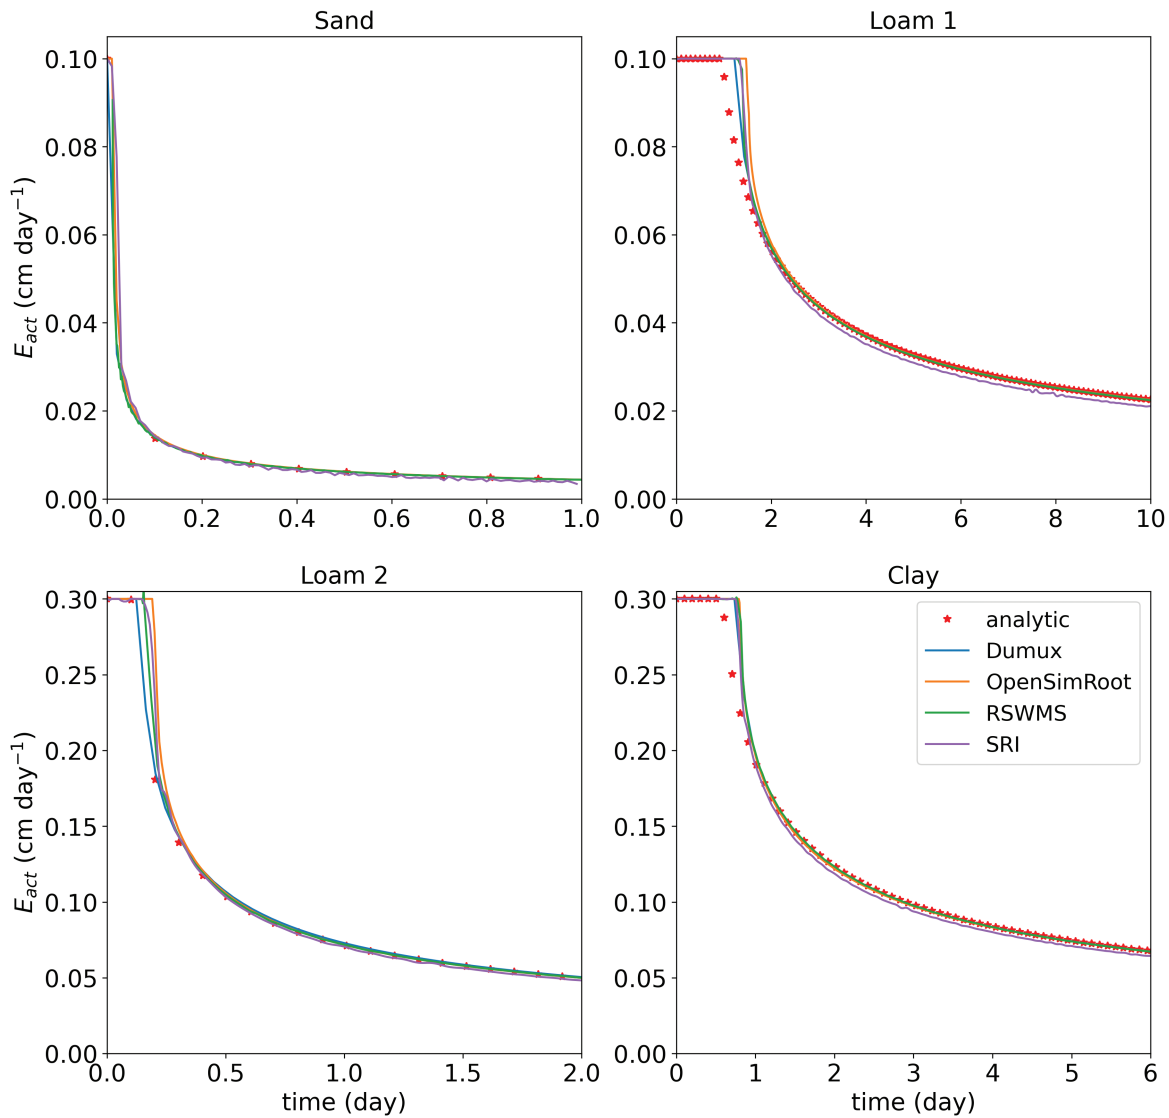 Sand
0.10
0.08
0.06
0.04
0.02
0.00
E_act (cm day⁻¹)
0.0 0.2 0.4 0.6 0.8 1.0
Loam 1
0.10
0.08
0.06
0.04
0.02
0.00
0 2 4 6 8 10
Loam 2
0.30
0.25
0.20
0.15
0.10
0.05
0.00
E_act (cm day⁻¹)
0.0 0.5 1.0 1.5 2.0
time (day)
Clay
0.30
0.25
0.20
0.15
0.10
0.05
0.00
analytic
Dumux
OpenSimRoot
RSWMS
SRI
0 1 2 3 4 5 6
time (day)